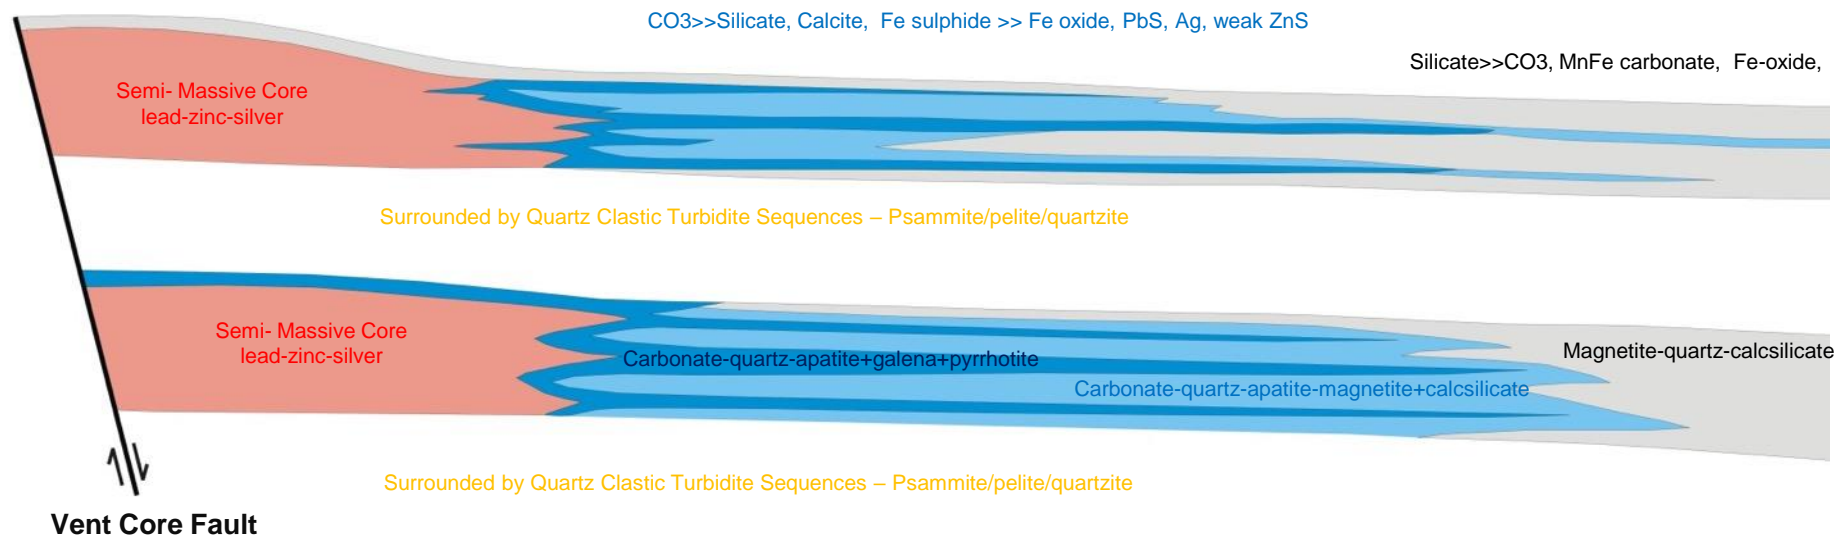 CO3>>Silicate, Calcite,  Fe sulphide >> Fe oxide, PbS, Ag, weak ZnS
Silicate>>CO3, MnFe carbonate,  Fe-oxide,
Semi- Massive Core
lead-zinc-silver
Surrounded by Quartz Clastic Turbidite Sequences – Psammite/pelite/quartzite
Semi- Massive Core
lead-zinc-silver
Carbonate-quartz-apatite+galena+pyrrhotite
Magnetite-quartz-calcsilicate
Carbonate-quartz-apatite-magnetite+calcsilicate
Surrounded by Quartz Clastic Turbidite Sequences – Psammite/pelite/quartzite
Vent Core Fault